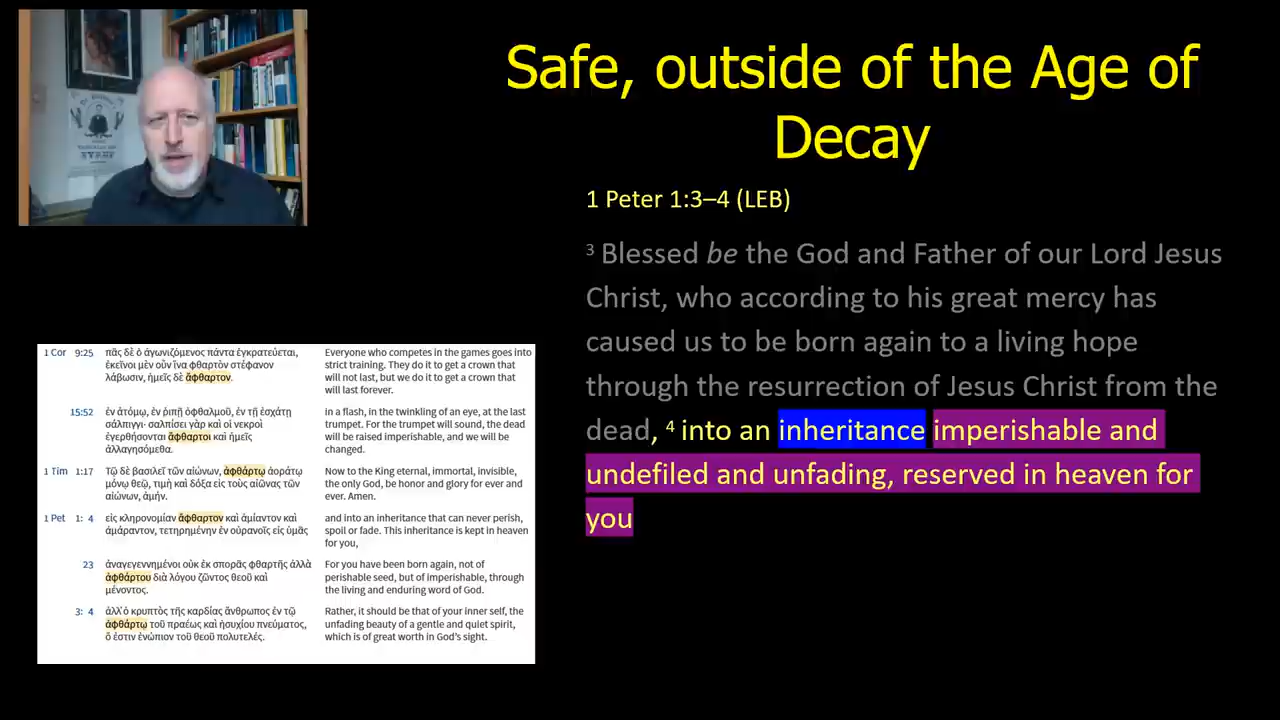 Safe, outside of the Age of
Decay
1 Peter 1:3–4 (LEB)
3 Blessed be the God and Father of our Lord Jesus
Christ, who according to his great mercy has
caused us to be born again to a living hope
through the resurrection of Jesus Christ from the
dead, 4 into an inheritance imperishable and
undefiled and unfading, reserved in heaven for
you
1 Cor 9:25 πᾶς δὲ ὁ ἀγωνιζόμενος πάντα ἐγκρατεύεται, Everyone who competes in the games goes into
ἐκεῖνοι μὲν οὖν ἵνα φθαρτὸν στέφανον strict training. They do it to get a crown that
λάβωσιν, ἡμεῖς δὲ ἄφθαρτον. will not last, but we do it to get a crown that
will last forever.
15:52 ἐν ἀτόμῳ, ἐν ῥιπῇ ὀφθαλμοῦ, ἐν τῇ ἐσχάτῃ in a flash, in the twinkling of an eye, at the last
σάλπιγγι· σαλπίσει γὰρ καὶ οἱ νεκροὶ trumpet. For the trumpet will sound, the dead
ἐγερθήσονται ἄφθαρτοι καὶ ἡμεῖς will be raised imperishable, and we will be
ἀλλαγησόμεθα. changed.
1 Tim 1:17 Τῷ δὲ βασιλεῖ τῶν αἰώνων, ἀφθάρτῳ ἀοράτῳ Now to the King eternal, immortal, invisible,
μόνῳ θεῷ, τιμὴ καὶ δόξα εἰς τοὺς αἰῶνας τῶν the only God, be honor and glory for ever and
αἰώνων, ἀμήν. ever. Amen.
1 Pet 1: 4 εἰς κληρονομίαν ἄφθαρτον καὶ ἀμίαντον καὶ and into an inheritance that can never perish,
ἀμάραντον, τετηρημένην ἐν οὐρανοῖς εἰς ὑμᾶς spoil or fade. This inheritance is kept in heaven
for you,
23 ἀναγεγεννημένοι οὐκ ἐκ σπορᾶς φθαρτῆς ἀλλὰ For you have been born again, not of
ἀφθάρτου διὰ λόγου ζῶντος θεοῦ καὶ perishable seed, but of imperishable, through
μένοντος. the living and enduring word of God.
3: 4 ἀλλ’ ὁ κρυπτὸς τῆς καρδίας ἄνθρωπος ἐν τῷ Rather, it should be that of your inner self, the
ἀφθάρτῳ τοῦ πραέως καὶ ἡσυχίου πνεύματος, unfading beauty of a gentle and quiet spirit,
ὅ ἐστιν ἐνώπιον τοῦ θεοῦ πολυτελές. which is of great worth in God’s sight.